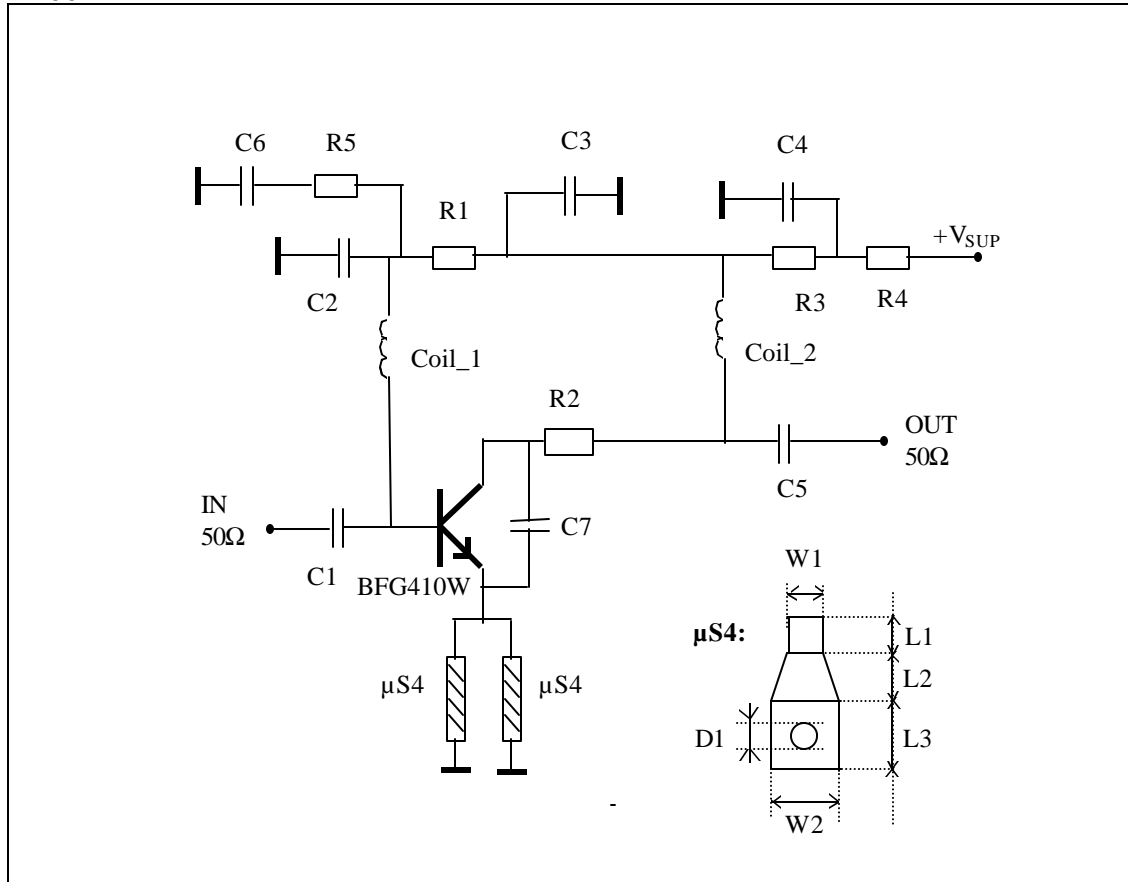 C6
R5
C3
C4
R1
+VSUP
C2
R3
R4
Coil_1
Coil_2
R2
OUT
50Ω
C5
IN
50Ω
C7
C1
BFG410W
W1
µS4:
L1
L2
µS4
µS4
D1
L3
-
W2